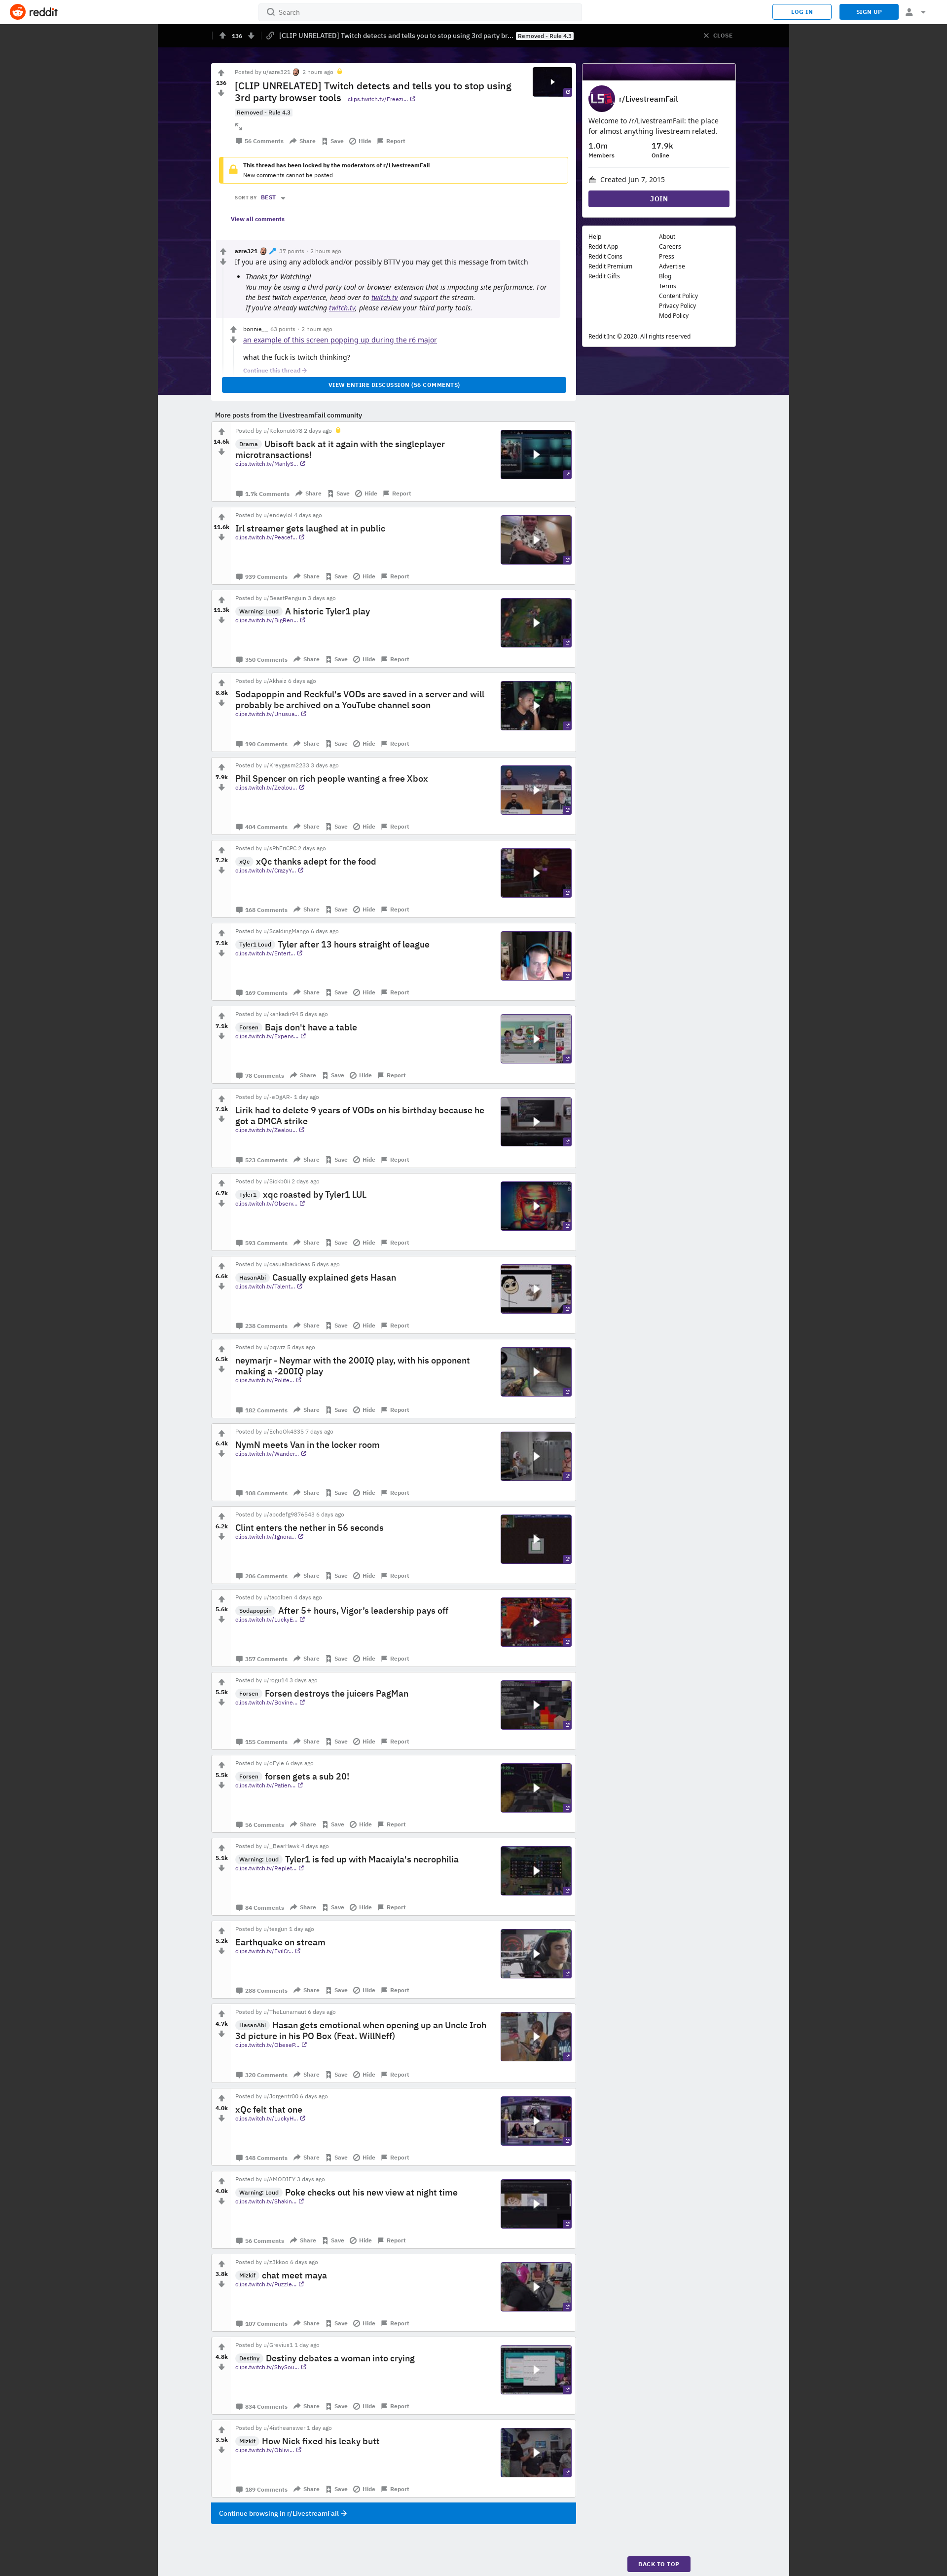 reddit
Search
LOG IN
SIGN UP
136
[CLIP UNRELATED] Twitch detects and tells you to stop using 3rd party br... Removed - Rule 4.3
CLOSE
136
Posted by u/azre321 2 hours ago
[CLIP UNRELATED] Twitch detects and tells you to stop using
3rd party browser tools clips.twitch.tv/Freezi...
Removed - Rule 4.3
56 Comments Share Save Hide Report
This thread has been locked by the moderators of r/LivestreamFail
New comments cannot be posted
SORT BY BEST
View all comments
azre321 37 points · 2 hours ago
If you are using any adblock and/or possibly BTTV you may get this message from twitch
• Thanks for Watching!
You may be using a third party tool or browser extension that is impacting site performance. For
the best twitch experience, head over to twitch.tv and support the stream.
If you're already watching twitch.tv, please review your third party tools.
bonnie__ 63 points · 2 hours ago
an example of this screen popping up during the r6 major
what the fuck is twitch thinking?
Continue this thread
VIEW ENTIRE DISCUSSION (56 COMMENTS)
r/LivestreamFail
Welcome to /r/LivestreamFail: the place
for almost anything livestream related.
1.0m
Members
17.9k
Online
Created Jun 7, 2015
JOIN
Help
Reddit App
Reddit Coins
Reddit Premium
Reddit Gifts
About
Careers
Press
Advertise
Blog
Terms
Content Policy
Privacy Policy
Mod Policy
Reddit Inc © 2020. All rights reserved
More posts from the LivestreamFail community
14.6k
Posted by u/Kokonut678 2 days ago
Drama Ubisoft back at it again with the singleplayer
microtransactions!
clips.twitch.tv/ManlyS...
1.7k Comments Share Save Hide Report
11.6k
Posted by u/endeylol 4 days ago
Irl streamer gets laughed at in public
clips.twitch.tv/Peacef...
939 Comments Share Save Hide Report
11.3k
Posted by u/BeastPenguin 3 days ago
Warning: Loud A historic Tyler1 play
clips.twitch.tv/BigRen...
350 Comments Share Save Hide Report
8.8k
Posted by u/Akhaiz 6 days ago
Sodapoppin and Reckful's VODs are saved in a server and will
probably be archived on a YouTube channel soon
clips.twitch.tv/Unusua...
190 Comments Share Save Hide Report
7.9k
Posted by u/Kreygasm2233 3 days ago
Phil Spencer on rich people wanting a free Xbox
clips.twitch.tv/Zealou...
404 Comments Share Save Hide Report
7.2k
Posted by u/sPhEnCPC 2 days ago
xQc xQc thanks adept for the food
clips.twitch.tv/CrazyY...
168 Comments Share Save Hide Report
7.1k
Posted by u/ScaldingMango 6 days ago
Tyler1 Loud Tyler after 13 hours straight of league
clips.twitch.tv/Entert...
169 Comments Share Save Hide Report
7.1k
Posted by u/kankadir94 5 days ago
Forsen Bajs don't have a table
clips.twitch.tv/Expens...
78 Comments Share Save Hide Report
7.1k
Posted by u/-eDgAR- 1 day ago
Lirik had to delete 9 years of VODs on his birthday because he
got a DMCA strike
clips.twitch.tv/Zealou...
523 Comments Share Save Hide Report
6.7k
Posted by u/Sickb0ii 2 days ago
Tyler1 xqc roasted by Tyler1 LUL
clips.twitch.tv/Observ...
593 Comments Share Save Hide Report
6.6k
Posted by u/casualbadideas 5 days ago
HasanAbi Casually explained gets Hasan
clips.twitch.tv/Talent...
238 Comments Share Save Hide Report
6.5k
Posted by u/pqwrz 5 days ago
neymarjr - Neymar with the 200IQ play, with his opponent
making a -200IQ play
clips.twitch.tv/Polite...
182 Comments Share Save Hide Report
6.4k
Posted by u/EchoOk4335 7 days ago
NymN meets Van in the locker room
clips.twitch.tv/Wander...
108 Comments Share Save Hide Report
6.2k
Posted by u/abcdefg9876543 6 days ago
Clint enters the nether in 56 seconds
clips.twitch.tv/Ignora...
206 Comments Share Save Hide Report
5.6k
Posted by u/tacolben 4 days ago
Sodapoppin After 5+ hours, Vigor's leadership pays off
clips.twitch.tv/LuckyE...
357 Comments Share Save Hide Report
5.5k
Posted by u/rogu14 3 days ago
Forsen Forsen destroys the juicers PagMan
clips.twitch.tv/Bovine...
155 Comments Share Save Hide Report
5.5k
Posted by u/oFyle 6 days ago
Forsen forsen gets a sub 20!
clips.twitch.tv/Patien...
56 Comments Share Save Hide Report
5.1k
Posted by u/_BearHawk 4 days ago
Warning: Loud Tyler1 is fed up with Macaiyla's necrophilia
clips.twitch.tv/Replet...
84 Comments Share Save Hide Report
5.2k
Posted by u/tesgun 1 day ago
Earthquake on stream
clips.twitch.tv/EvilCr...
288 Comments Share Save Hide Report
4.7k
Posted by u/TheLunarnaut 6 days ago
HasanAbi Hasan gets emotional when opening up an Uncle Iroh
3d picture in his PO Box (Feat. WillNeff)
clips.twitch.tv/ObeseP...
320 Comments Share Save Hide Report
4.0k
Posted by u/Jorgentr00 6 days ago
xQc felt that one
clips.twitch.tv/LuckyH...
148 Comments Share Save Hide Report
4.0k
Posted by u/AMODIFY 3 days ago
Warning: Loud Poke checks out his new view at night time
clips.twitch.tv/Shakin...
56 Comments Share Save Hide Report
3.8k
Posted by u/z3kkoo 6 days ago
Mizkif chat meet maya
clips.twitch.tv/Puzzle...
107 Comments Share Save Hide Report
4.8k
Posted by u/Grevius1 1 day ago
Destiny Destiny debates a woman into crying
clips.twitch.tv/ShySou...
834 Comments Share Save Hide Report
3.5k
Posted by u/4istheanswer 1 day ago
Mizkif How Nick fixed his leaky butt
clips.twitch.tv/Oblivi...
189 Comments Share Save Hide Report
Continue browsing in r/LivestreamFail
BACK TO TOP